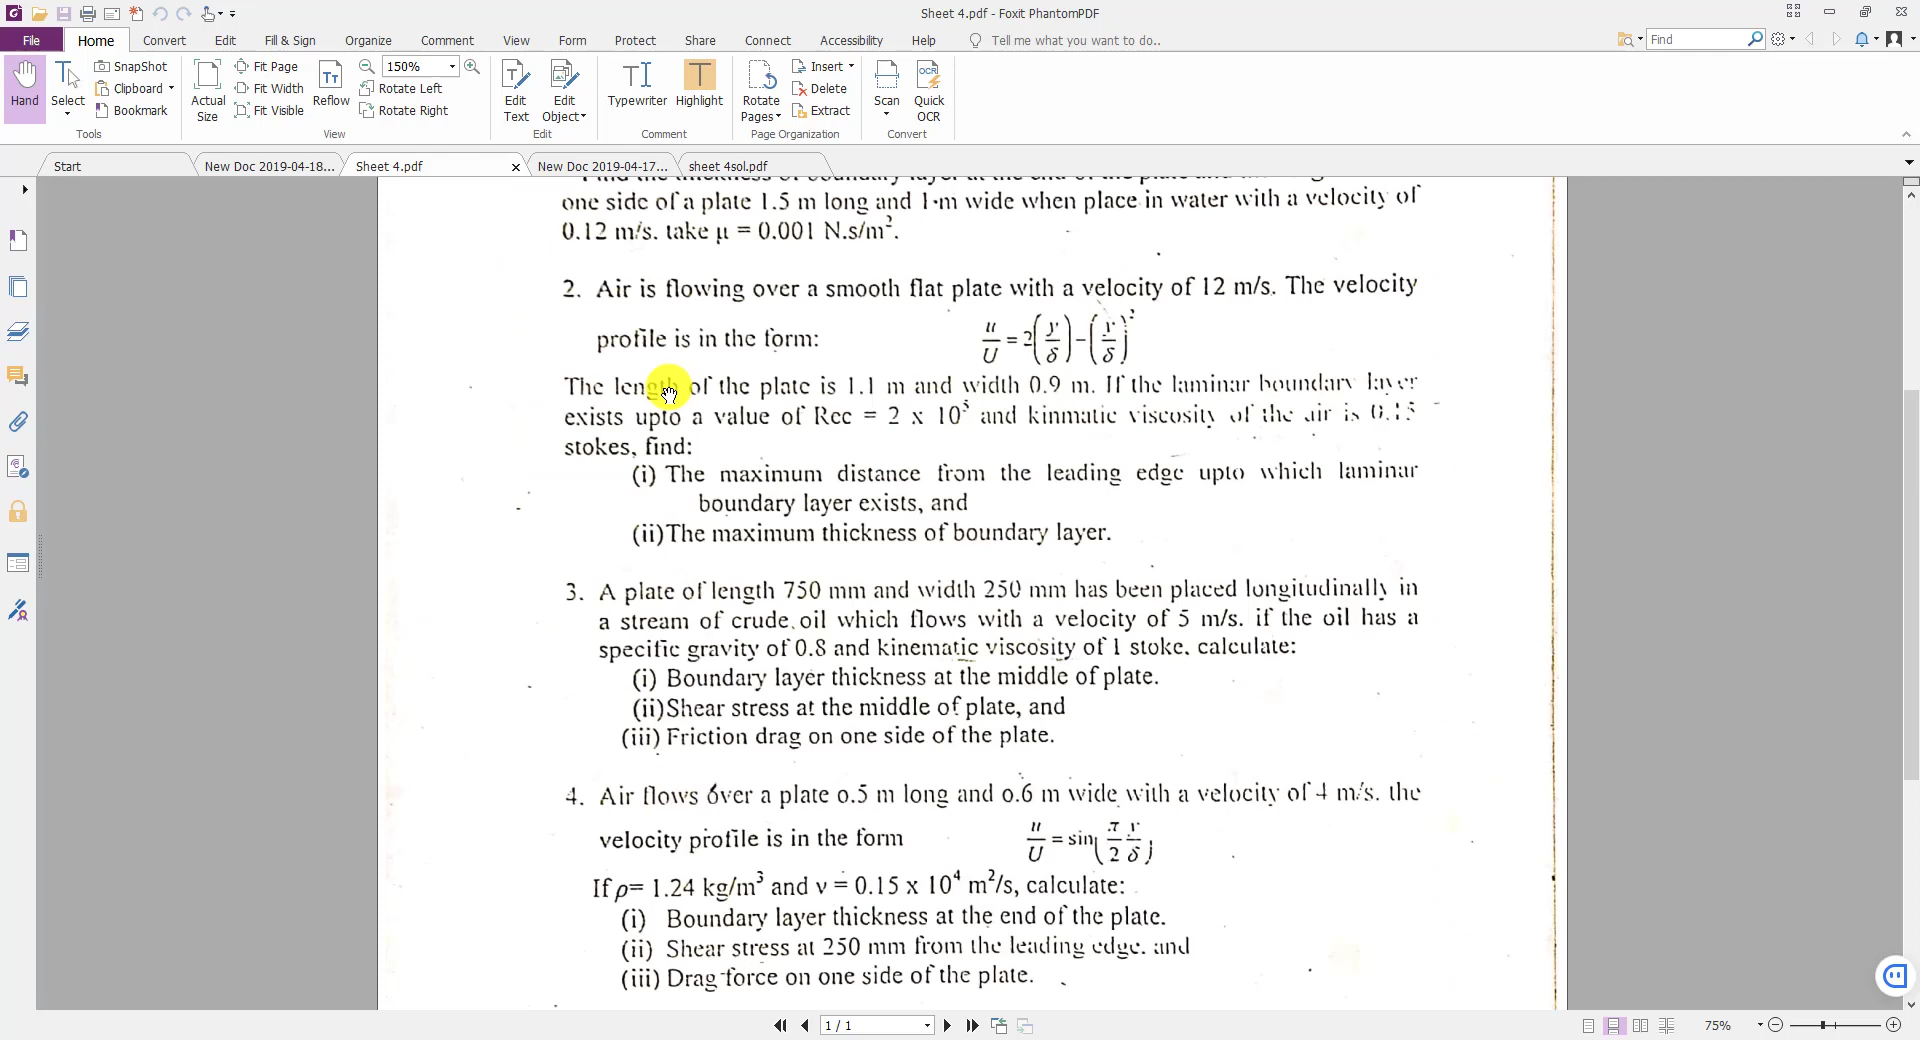 Sheet 4.pdf - Foxit PhantomPDF
File Home Convert Edit Fill & Sign Organize Comment View Form Protect Share Connect Accessibility Help Tell me what you want to do.. Find
Hand
Select
SnapShot
Clipboard
Bookmark
Tools
Actual Size
Fit Page
Fit Width
Fit Visible
Reflow
150%
Rotate Left
Rotate Right
View
Edit Text
Edit Object
Edit
Typewriter
Highlight
Comment
Rotate Pages
Insert
Delete
Extract
Page Organization
Scan
Quick OCR
Convert
Start New Doc 2019-04-18... Sheet 4.pdf New Doc 2019-04-17... sheet 4sol.pdf
one side of a plate 1.5 m long and 1·m wide when place in water with a velocity of
0.12 m/s. take μ = 0.001 N.s/m².
2. Air is flowing over a smooth flat plate with a velocity of 12 m/s. The velocity
profile is in the form: u/U = 2(y/δ) − (y/δ)²
The length of the plate is 1.1 m and width 0.9 m. If the laminar boundary layer
exists upto a value of Rec = 2 x 10⁵ and kinmatic viscosity of the air is 0.15
stokes, find:
(i) The maximum distance from the leading edge upto which laminar
boundary layer exists, and
(ii) The maximum thickness of boundary layer.
3. A plate of length 750 mm and width 250 mm has been placed longitudinally in
a stream of crude oil which flows with a velocity of 5 m/s. if the oil has a
specific gravity of 0.8 and kinematic viscosity of 1 stoke. calculate:
(i) Boundary layer thickness at the middle of plate.
(ii) Shear stress at the middle of plate, and
(iii) Friction drag on one side of the plate.
4. Air flows over a plate o.5 m long and o.6 m wide with a velocity of 4 m/s. the
velocity profile is in the form u/U = sin(π/2 y/δ)
If ρ= 1.24 kg/m³ and ν = 0.15 x 10⁴ m²/s, calculate:
(i) Boundary layer thickness at the end of the plate.
(ii) Shear stress at 250 mm from the leading edge. and
(iii) Drag force on one side of the plate.
1 / 1
75%